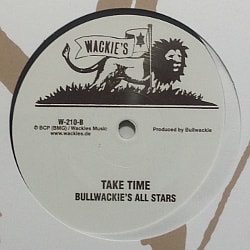 WACKIE'S
W-210-B
℗ BCP (BMG) / Wackies Music
www.wackies.de
Produced by Bullwackie
TAKE TIME
BULLWACKIE'S ALL STARS